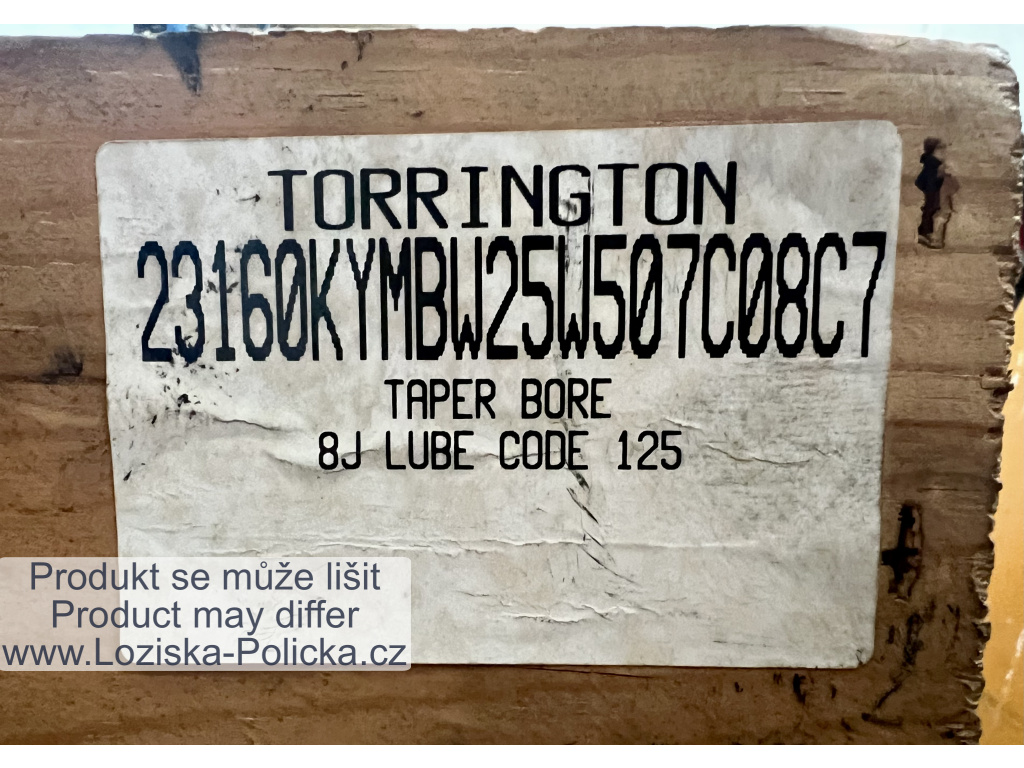 TORRINGTON
23160KYMBW25W507C08C7
TAPER BORE
8J LUBE CODE 125
Produkt se může lišit
Product may differ
www.Loziska-Policka.cz